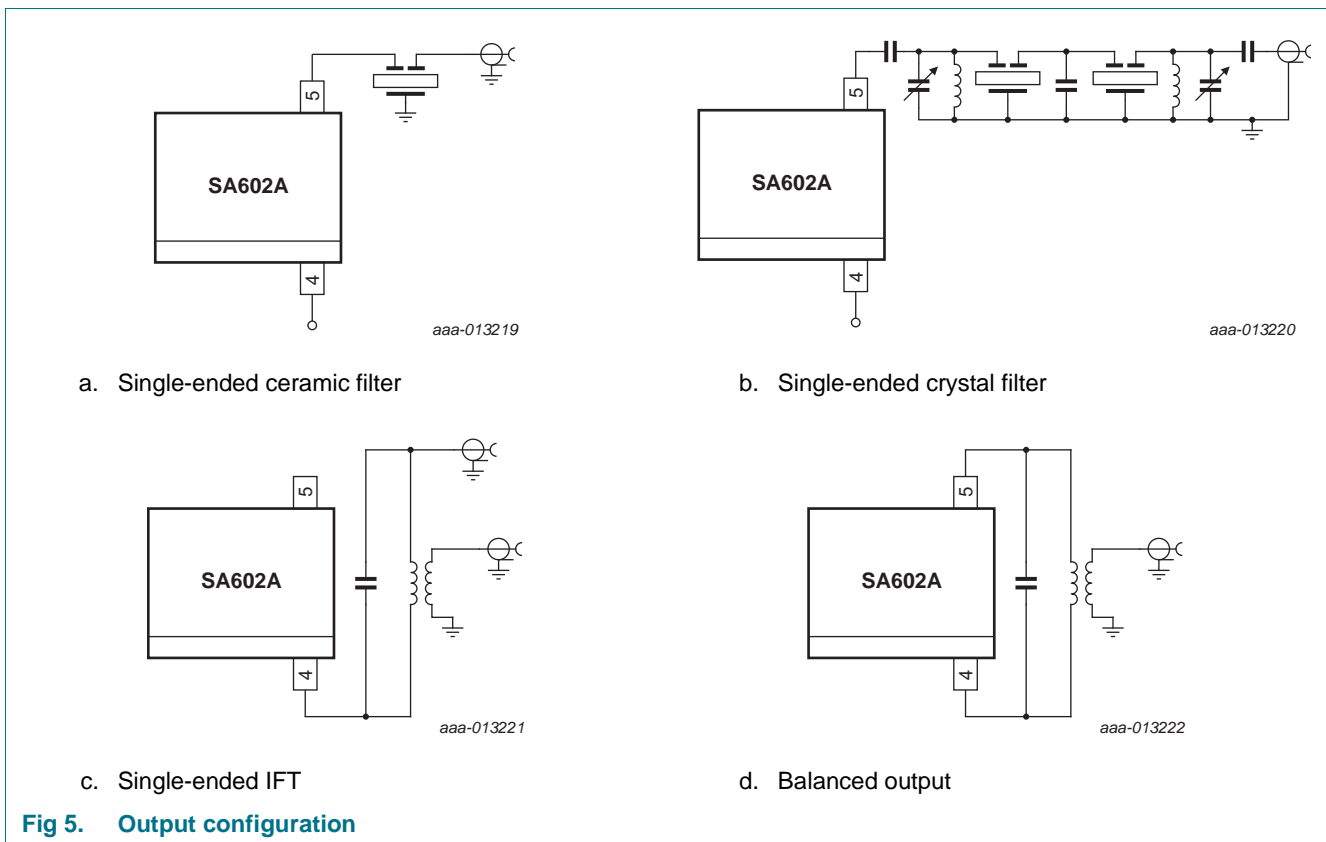 5
SA602A
4
aaa-013219
a. Single-ended ceramic filter
5
SA602A
4
aaa-013220
b. Single-ended crystal filter
5
SA602A
4
aaa-013221
c. Single-ended IFT
5
SA602A
4
aaa-013222
d. Balanced output
Fig 5. Output configuration